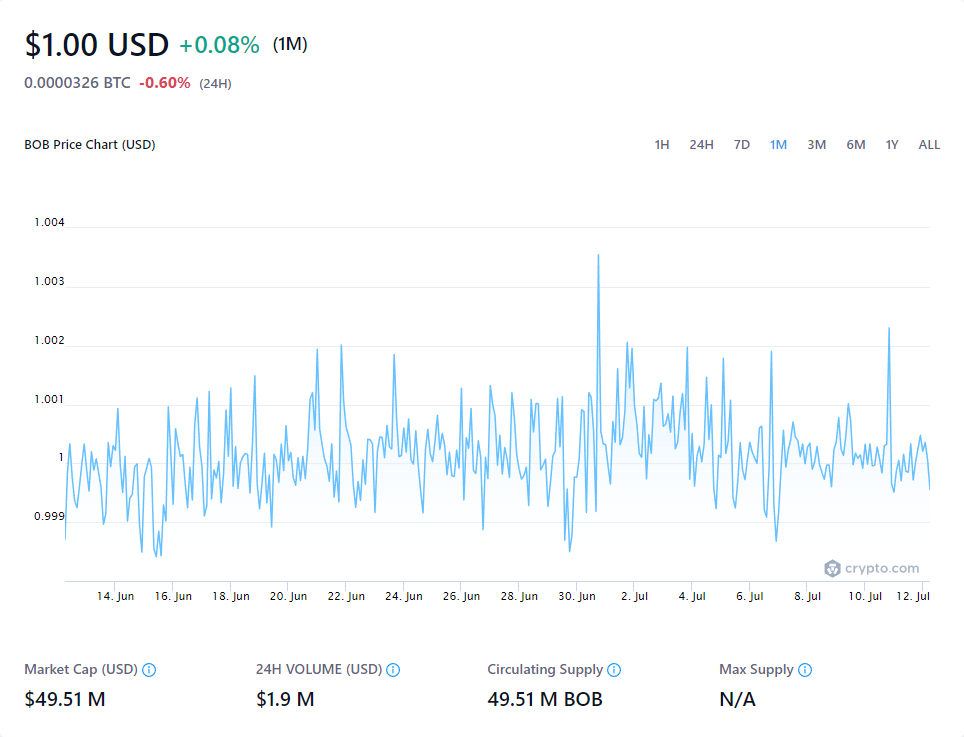 $1.00 USD +0.08% (1M)
0.0000326 BTC -0.60% (24H)
BOB Price Chart (USD) 1H 24H 7D 1M 3M 6M 1Y ALL
1.004
1.003
1.002
1.001
1
0.999
crypto.com
14. Jun 16. Jun 18. Jun 20. Jun 22. Jun 24. Jun 26. Jun 28. Jun 30. Jun 2. Jul 4. Jul 6. Jul 8. Jul 10. Jul 12. Jul
Market Cap (USD) 24H VOLUME (USD) Circulating Supply Max Supply
$49.51 M $1.9 M 49.51 M BOB N/A